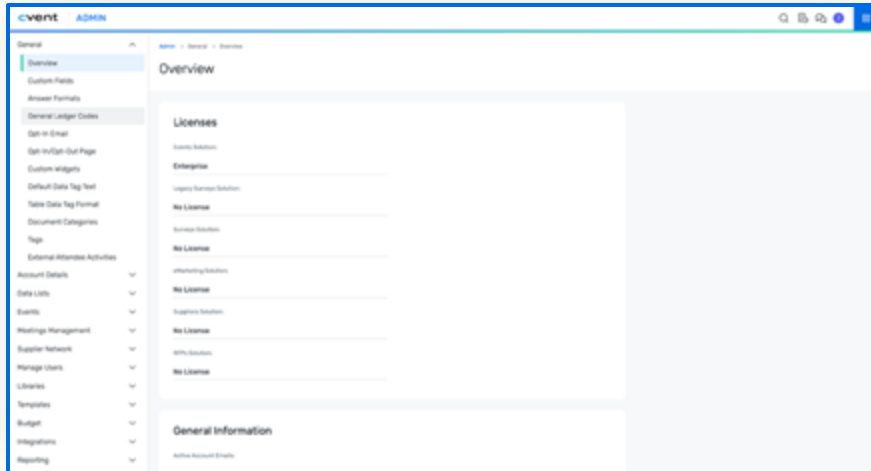 cvent ADMIN
General
Overview
Custom Fields
Answer Formats
General Ledger Codes
Opt-In Email
Opt-In/Opt-Out Page
Custom Widgets
Default Data Tag Text
Table Data Tag Format
Document Categories
Tags
External Attendee Activities
Account Details
Data Lists
Events
Meetings Management
Supplier Network
Manage Users
Libraries
Templates
Budget
Integrations
Reporting
Admin > General > Overview
Overview
Licenses
Events Solution:
Enterprise
Legacy Surveys Solution:
No License
Surveys Solution:
No License
eMarketing Solution:
No License
Suppliers Solution:
No License
RFPs Solution:
No License
General Information
Active Account Emails: